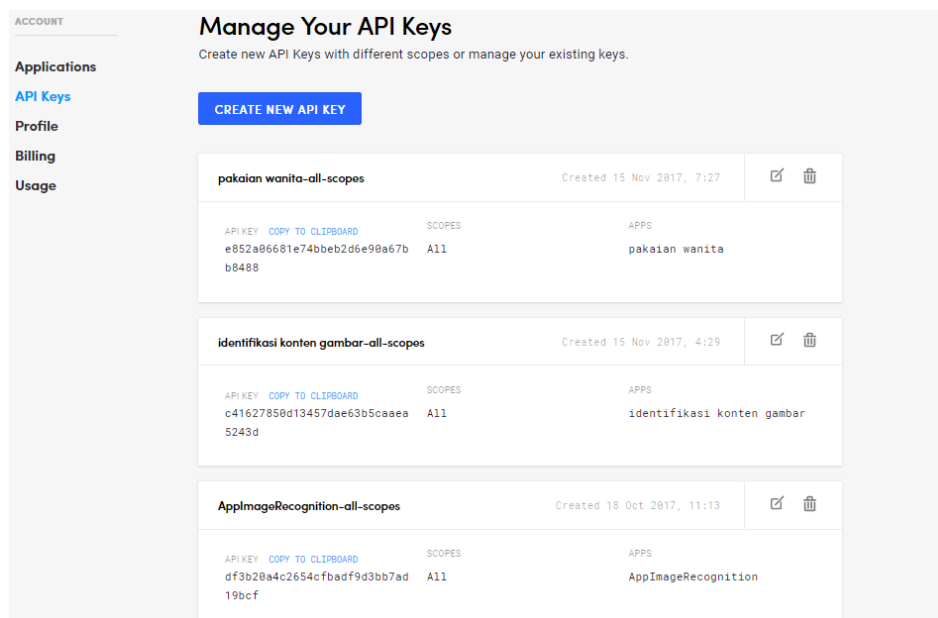 ACCOUNT
Applications
API Keys
Profile
Billing
Usage
Manage Your API Keys
Create new API Keys with different scopes or manage your existing keys.
CREATE NEW API KEY
pakaian wanita-all-scopes
Created 15 Nov 2017, 7:27
API KEY COPY TO CLIPBOARD
e852a06681e74bbeb2d6e90a67b
b8488
SCOPES
All
APPS
pakaian wanita
identifikasi konten gambar-all-scopes
Created 15 Nov 2017, 4:29
API KEY COPY TO CLIPBOARD
c41627850d13457dae63b5caaea
5243d
SCOPES
All
APPS
identifikasi konten gambar
AppImageRecognition-all-scopes
Created 18 Oct 2017, 11:13
API KEY COPY TO CLIPBOARD
df3b20a4c2654cfbadf9d3bb7ad
19bcf
SCOPES
All
APPS
AppImageRecognition